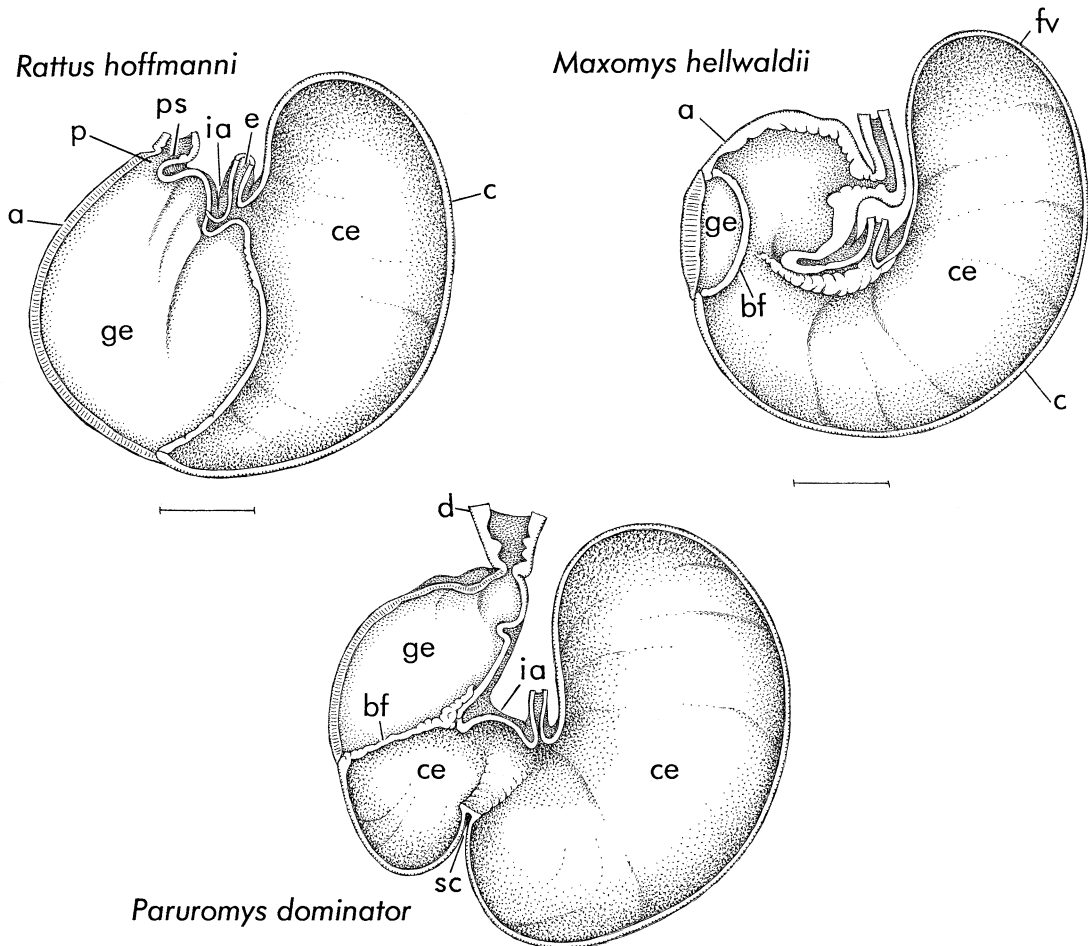 Rattus hoffmanni
ps
p
ia
e
a
c
ce
ge
Maxomys hellwaldii
fv
a
ge
ce
bf
c
d
ge
ia
bf
ce
ce
sc
Paruromys dominator